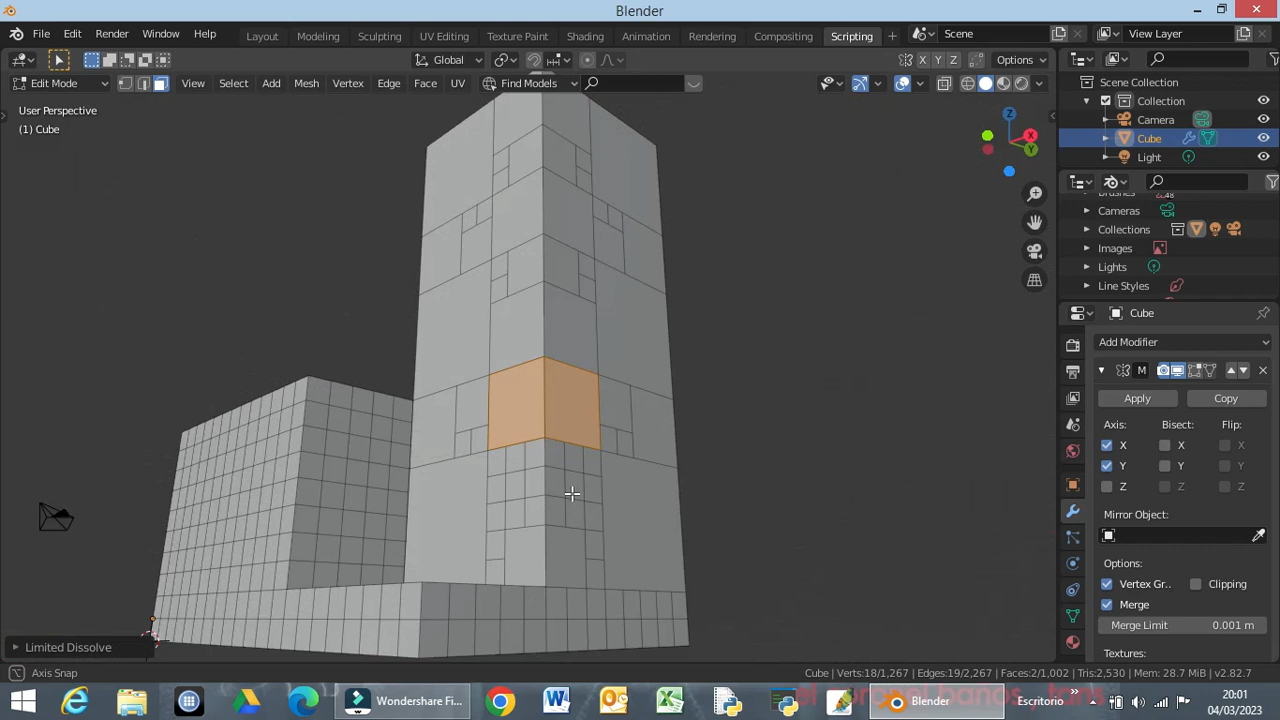 Blender
File Edit Render Window Help Layout Modeling Sculpting UV Editing Texture Paint Shading Animation Rendering Compositing Scripting + Scene View Layer
Global X Y Z Options
Edit Mode View Select Add Mesh Vertex Edge Face UV Find Models
User Perspective
(1) Cube
Z
X
Y
Scene Collection
Collection
Camera
Cube
Light
Brushes 48
Cameras
Collections
Images
Lights
Line Styles
Cube
Add Modifier
M
Apply Copy
Axis: Bisect: Flip:
X X X
Y Y Y
Z Z Z
Mirror Object:
Options:
Vertex Gr.. Clipping
Merge
Merge Limit 0.001 m
Textures:
Limited Dissolve
Axis Snap Cube | Verts:18/1,267 | Edges:19/2,267 | Faces:2/1,002 | Tris:2,530 | Mem: 28.7 MiB | v2.82.7
Wondershare Fi... Blender Escritorio 20:01
04/03/2023